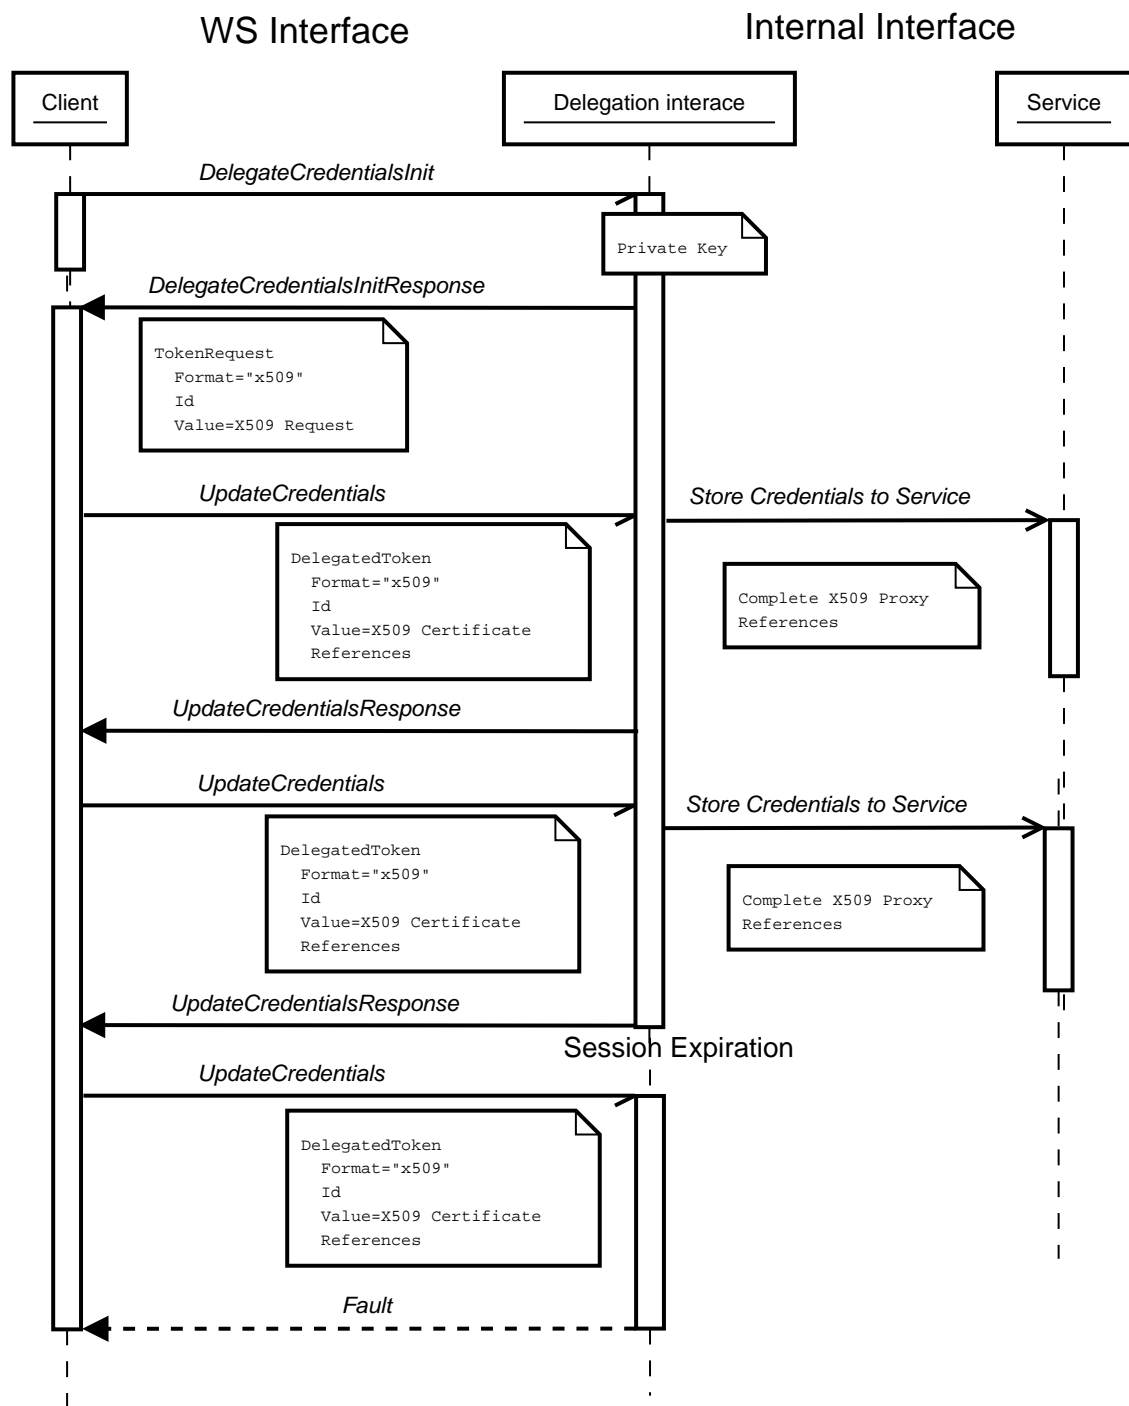 WS Interface
Internal Interface
Client
Delegation interace
Service
DelegateCredentialsInit
Private Key
DelegateCredentialsInitResponse
TokenRequest
Format="x509"
Id
Value=X509 Request
UpdateCredentials
Store Credentials to Service
DelegatedToken
Format="x509"
Id
Value=X509 Certificate
References
Complete X509 Proxy
References
UpdateCredentialsResponse
UpdateCredentials
Store Credentials to Service
DelegatedToken
Format="x509"
Id
Value=X509 Certificate
References
Complete X509 Proxy
References
UpdateCredentialsResponse
Session Expiration
UpdateCredentials
DelegatedToken
Format="x509"
Id
Value=X509 Certificate
References
Fault